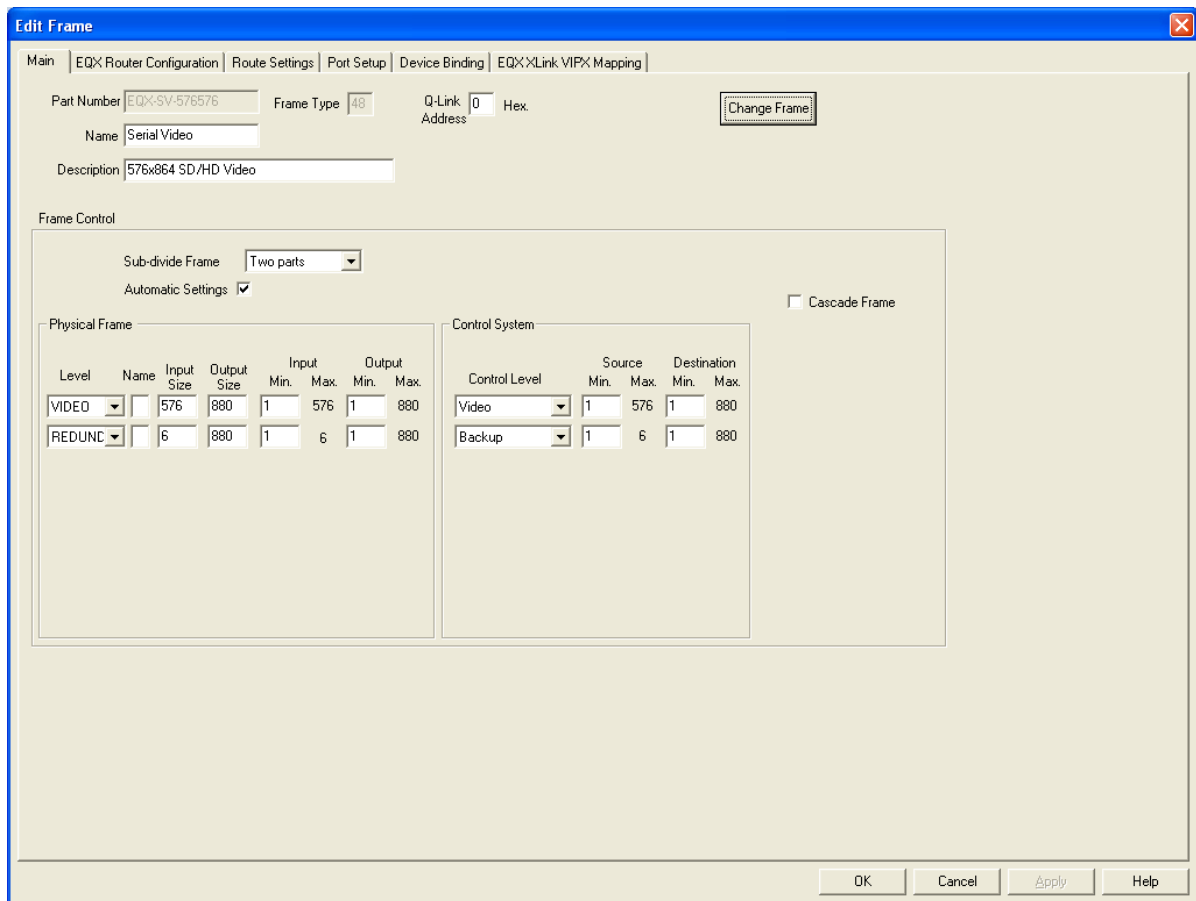 Edit Frame
Main EQX Router Configuration Route Settings Port Setup Device Binding EQX XLink VIPX Mapping
Part Number EQX-SV-576576 Frame Type 48 Q-Link Address 0 Hex. Change Frame
Name Serial Video
Description 576x864 SD/HD Video
Frame Control
Sub-divide Frame Two parts
Automatic Settings
Cascade Frame
Physical Frame Control System
Level Name Input Size Output Size Input Min. Max. Output Min. Max. Control Level Source Min. Max. Destination Min. Max.
VIDEO 576 880 1 576 1 880 Video 1 576 1 880
REDUND 6 880 1 6 1 880 Backup 1 6 1 880
OK Cancel Apply Help